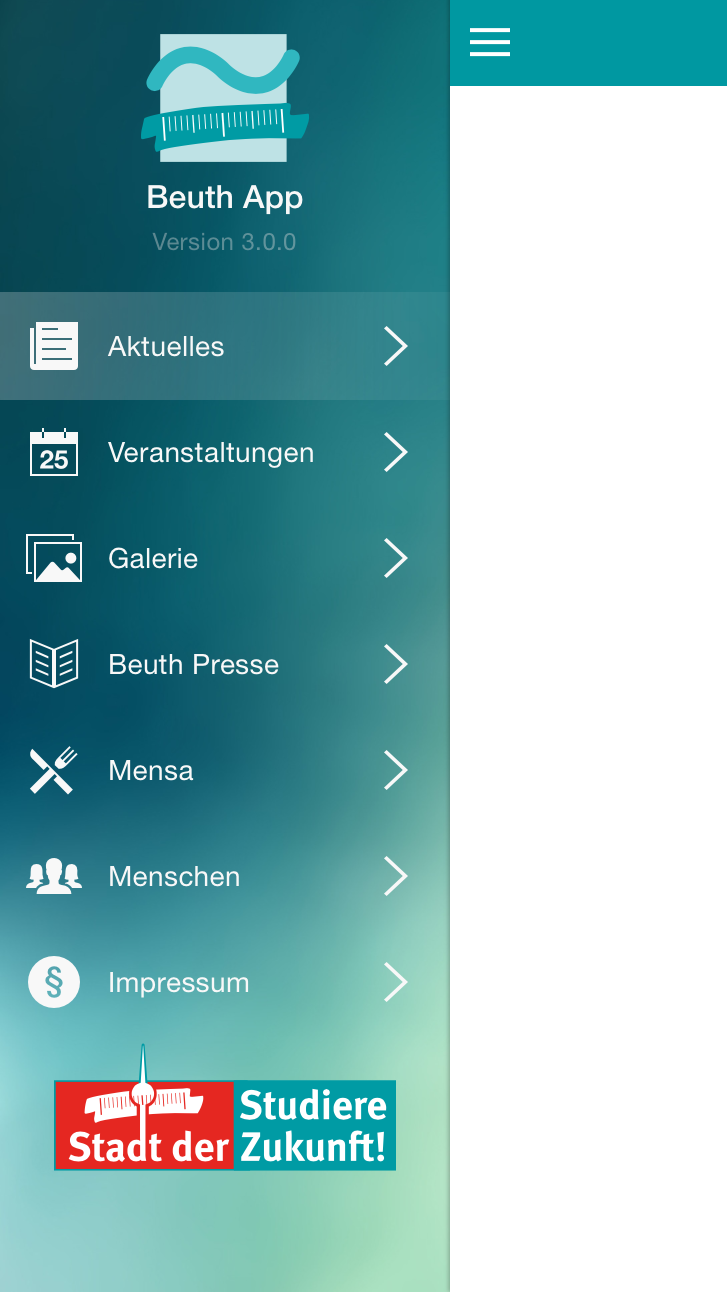 Beuth App
Version 3.0.0
Aktuelles
25
Veranstaltungen
Galerie
Beuth Presse
Mensa
Menschen
§
Impressum
Studiere
Stadt der Zukunft!